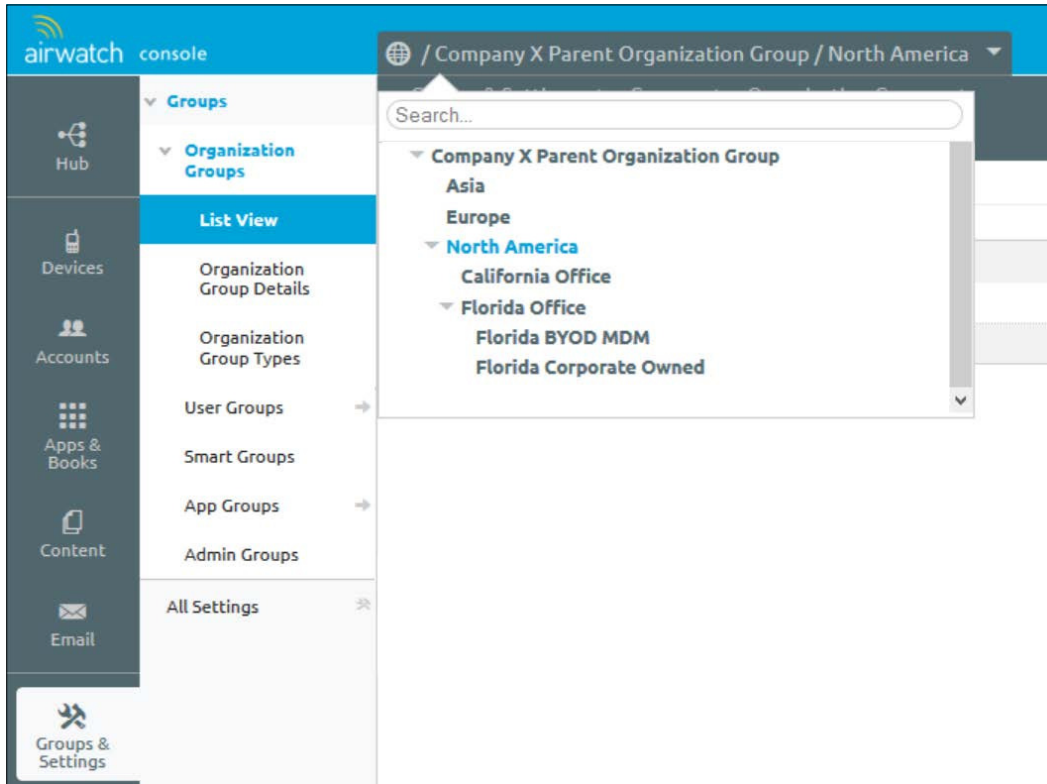 airwatch console
/ Company X Parent Organization Group / North America
Hub
Devices
Accounts
Apps &
Books
Content
Email
Groups &
Settings
Groups
Organization
Groups
List View
Organization
Group Details
Organization
Group Types
User Groups
Smart Groups
App Groups
Admin Groups
All Settings
Search...
Company X Parent Organization Group
Asia
Europe
North America
California Office
Florida Office
Florida BYOD MDM
Florida Corporate Owned